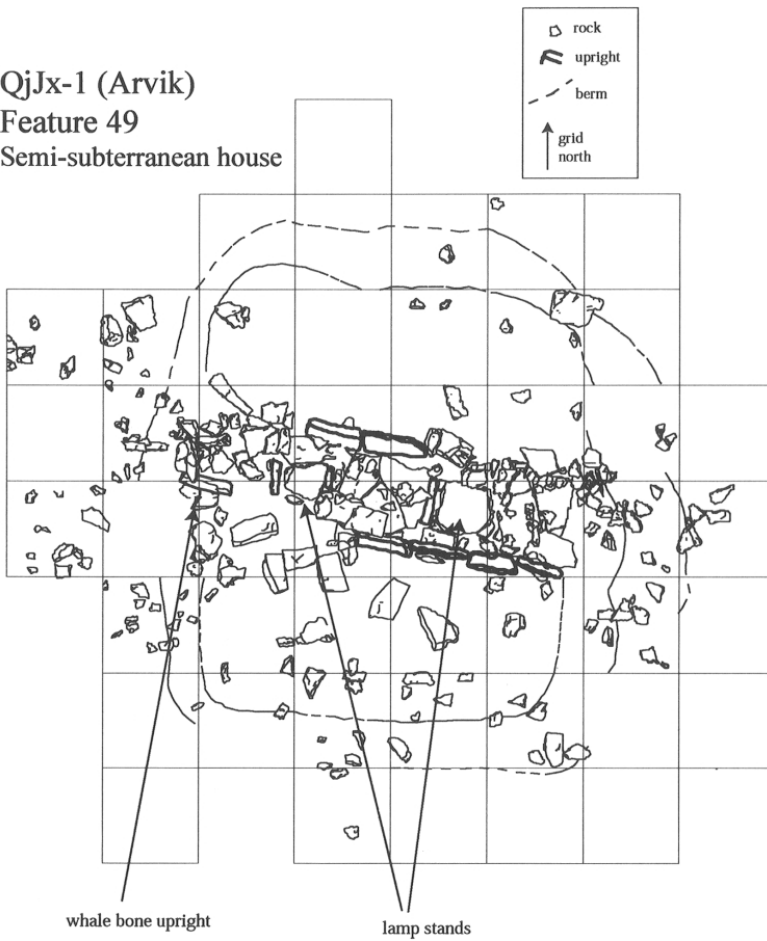 QjJx-1 (Arvik)
Feature 49
Semi-subterranean house
rock
upright
berm
grid
north
whale bone upright
lamp stands